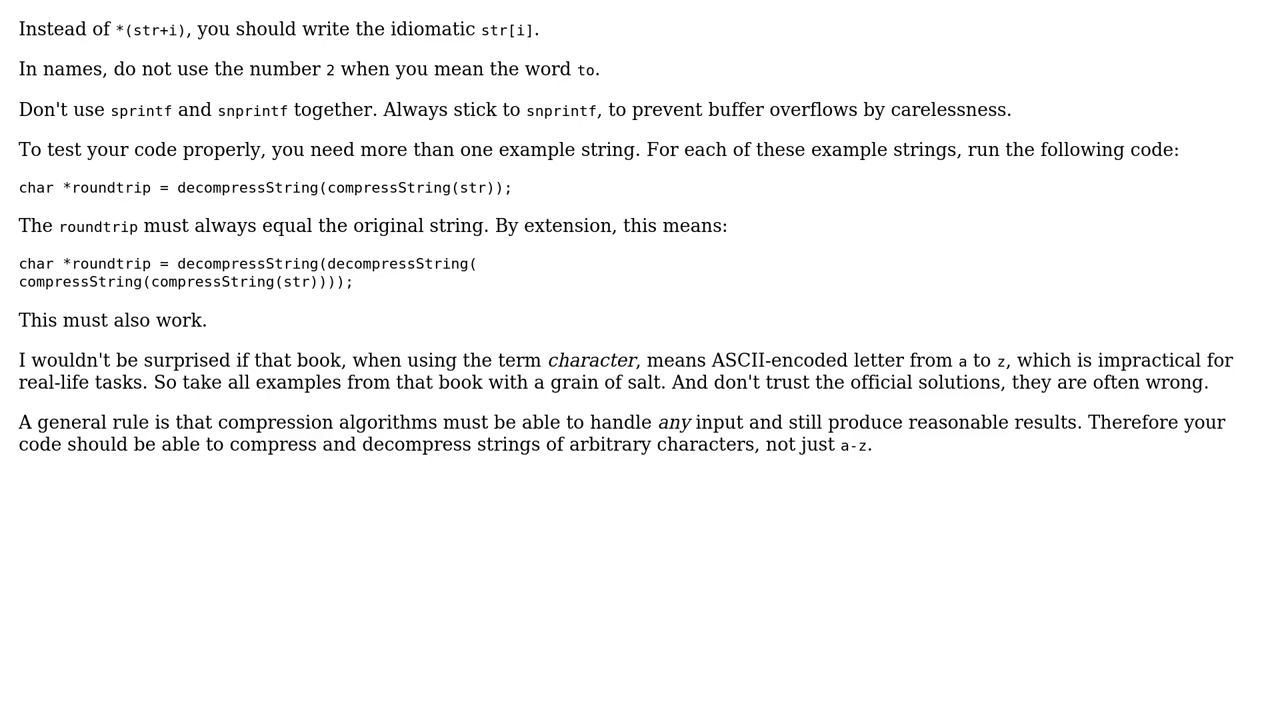 Instead of *(str+i), you should write the idiomatic str[i].
In names, do not use the number 2 when you mean the word to.
Don't use sprintf and snprintf together. Always stick to snprintf, to prevent buffer overflows by carelessness.
To test your code properly, you need more than one example string. For each of these example strings, run the following code:
char *roundtrip = decompressString(compressString(str));
The roundtrip must always equal the original string. By extension, this means:
char *roundtrip = decompressString(decompressString(
compressString(compressString(str))));
This must also work.
I wouldn't be surprised if that book, when using the term character, means ASCII-encoded letter from a to z, which is impractical for
real-life tasks. So take all examples from that book with a grain of salt. And don't trust the official solutions, they are often wrong.
A general rule is that compression algorithms must be able to handle any input and still produce reasonable results. Therefore your
code should be able to compress and decompress strings of arbitrary characters, not just a-z.